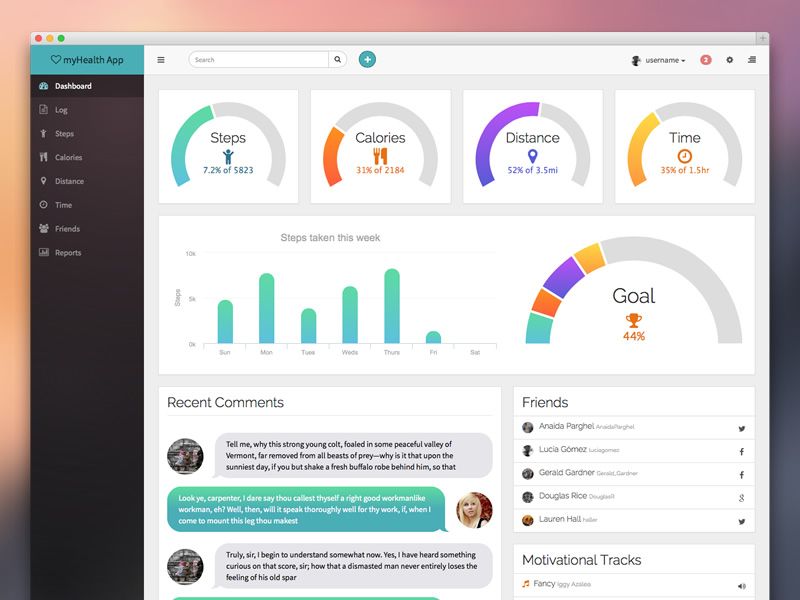 myHealth App
Search
username
2
Dashboard
Log
Steps
Calories
Distance
Time
Friends
Reports
Steps
7.2% of 5823
Calories
31% of 2184
Distance
52% of 3.5mi
Time
35% of 1.5hr
Steps taken this week
10k
5k
0k
Steps
Sun
Mon
Tues
Weds
Thurs
Fri
Sat
Goal
44%
Recent Comments
Tell me, why this strong young colt, foaled in some peaceful valley of
Vermont, far removed from all beasts of prey—why is it that upon the
sunniest day, if you but shake a fresh buffalo robe behind him, so that
Look ye, carpenter, I dare say thou callest thyself a right good workmanlike
workman, eh? Well, then, will it speak thoroughly well for thy work, if, when I
come to mount this leg thou makest
Truly, sir, I begin to understand somewhat now. Yes, I have heard something
curious on that score, sir; how that a dismasted man never entirely loses the
feeling of his old spar
Friends
Anaida Parghel AnaidaParghel
Lucia Gómez luciagomez
Gerald Gardner Gerald_Gardner
Douglas Rice DouglasR
Lauren Hall haller
Motivational Tracks
Fancy Iggy Azalea